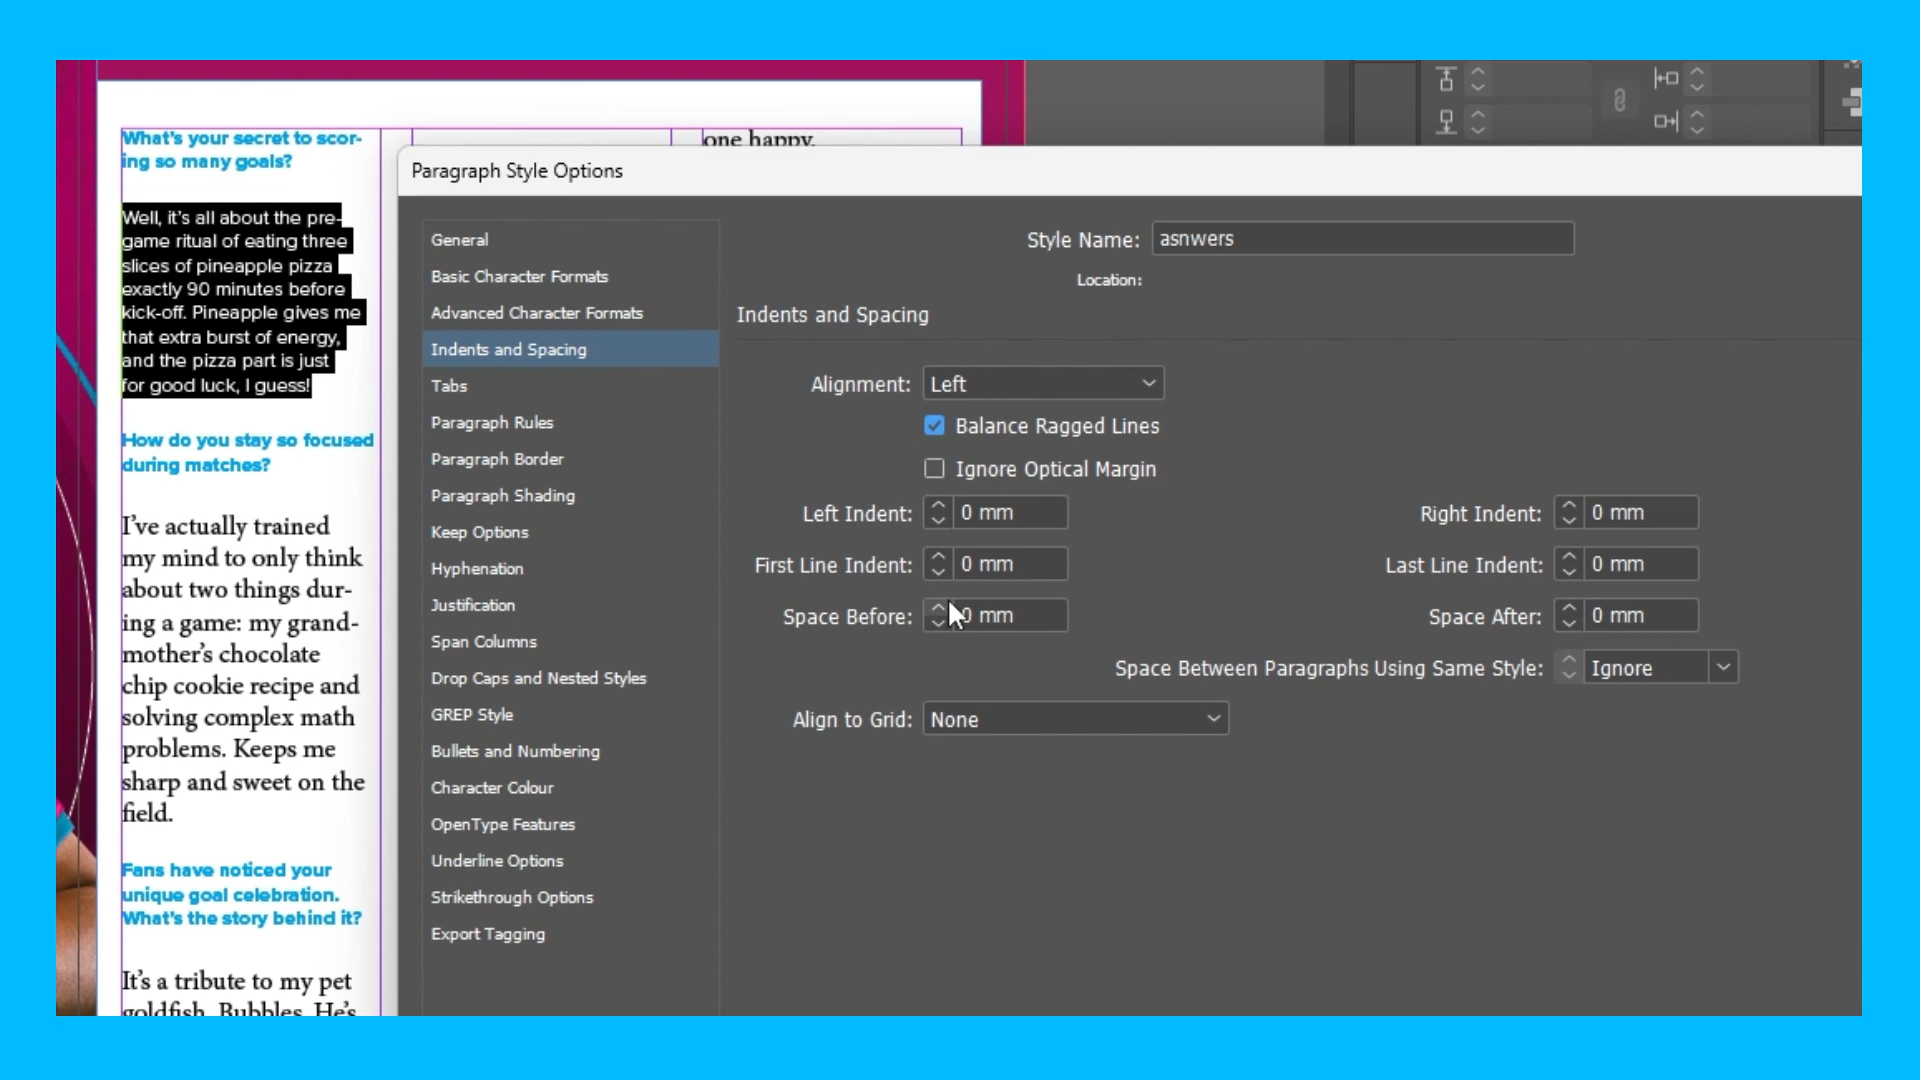 What's your secret to scor-
ing so many goals?
Well, it's all about the pre-
game ritual of eating three
slices of pineapple pizza
exactly 90 minutes before
kick-off. Pineapple gives me
that extra burst of energy,
and the pizza part is just
for good luck, I guess!
How do you stay so focused
during matches?
I've actually trained
my mind to only think
about two things dur-
ing a game: my grand-
mother's chocolate
chip cookie recipe and
solving complex math
problems. Keeps me
sharp and sweet on the
field.
Fans have noticed your
unique goal celebration.
What's the story behind it?
It's a tribute to my pet
goldfish, Bubbles. He's
one happy.
Paragraph Style Options
General
Basic Character Formats
Advanced Character Formats
Indents and Spacing
Tabs
Paragraph Rules
Paragraph Border
Paragraph Shading
Keep Options
Hyphenation
Justification
Span Columns
Drop Caps and Nested Styles
GREP Style
Bullets and Numbering
Character Colour
OpenType Features
Underline Options
Strikethrough Options
Export Tagging
Style Name: asnwers
Location:
Indents and Spacing
Alignment: Left
Balance Ragged Lines
Ignore Optical Margin
Left Indent: 0 mm
Right Indent: 0 mm
First Line Indent: 0 mm
Last Line Indent: 0 mm
Space Before: 0 mm
Space After: 0 mm
Space Between Paragraphs Using Same Style: Ignore
Align to Grid: None